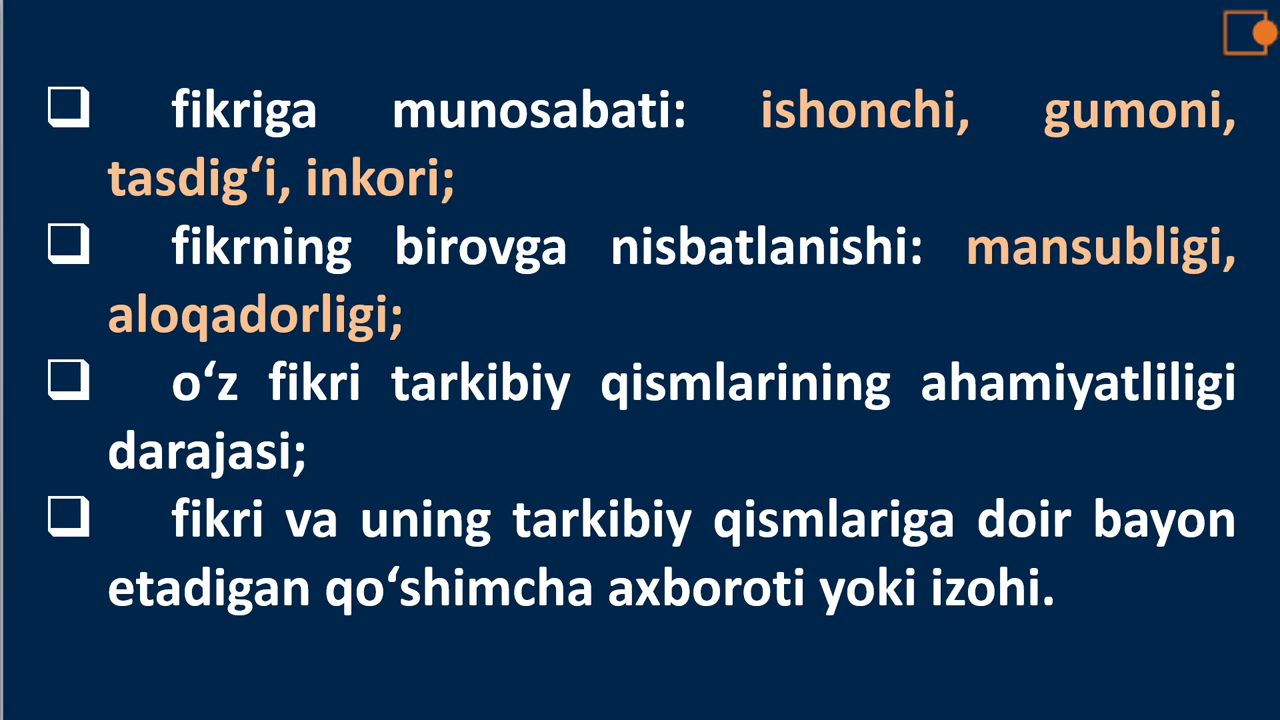 ❑ fikriga munosabati: ishonchi, gumoni,
tasdig‘i, inkori;
❑ fikrning birovga nisbatlanishi: mansubligi,
aloqadorligi;
❑ o‘z fikri tarkibiy qismlarining ahamiyatliligi
darajasi;
❑ fikri va uning tarkibiy qismlariga doir bayon
etadigan qo‘shimcha axboroti yoki izohi.